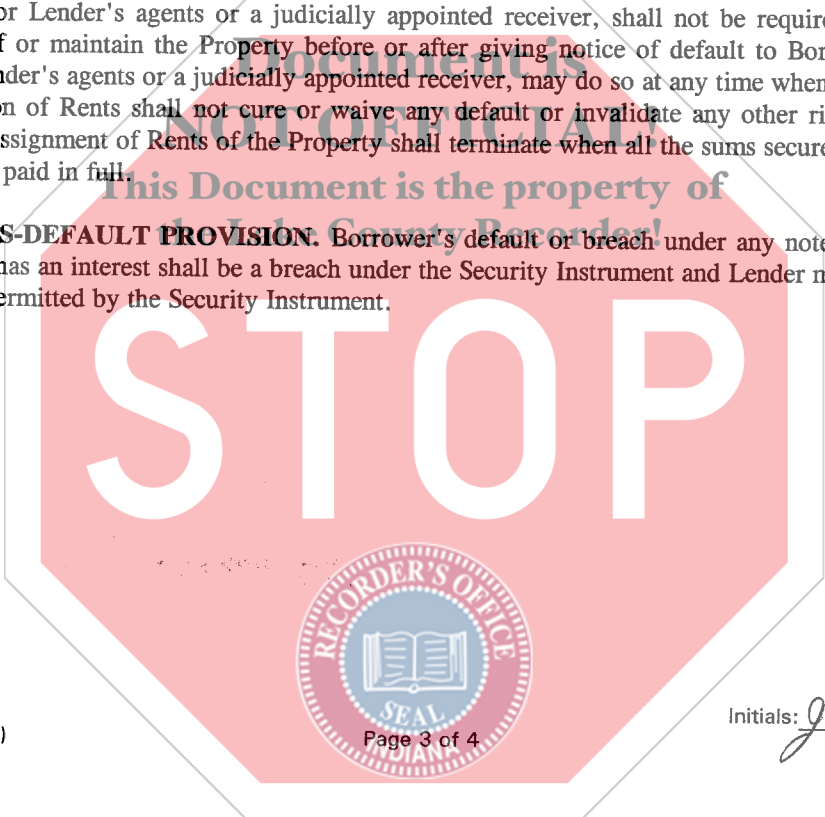 or Lender's agents or a judicially appointed receiver, shall not be require
f or maintain the Property before or after giving notice of default to Bor
nder's agents or a judicially appointed receiver, may do so at any time when
on of Rents shall not cure or waive any default or invalidate any other ri
ssignment of Rents of the Property shall terminate when all the sums secure
paid in full.
Document is
NOT OFFICIAL!
This Document is the property of
the Lake County Recorder!
S-DEFAULT PROVISION. Borrower's default or breach under any note
has an interest shall be a breach under the Security Instrument and Lender m
ermitted by the Security Instrument.
STOP
RECORDER'S OFFICE
SEAL
INDIANA
)
Page 3 of 4
Initials: